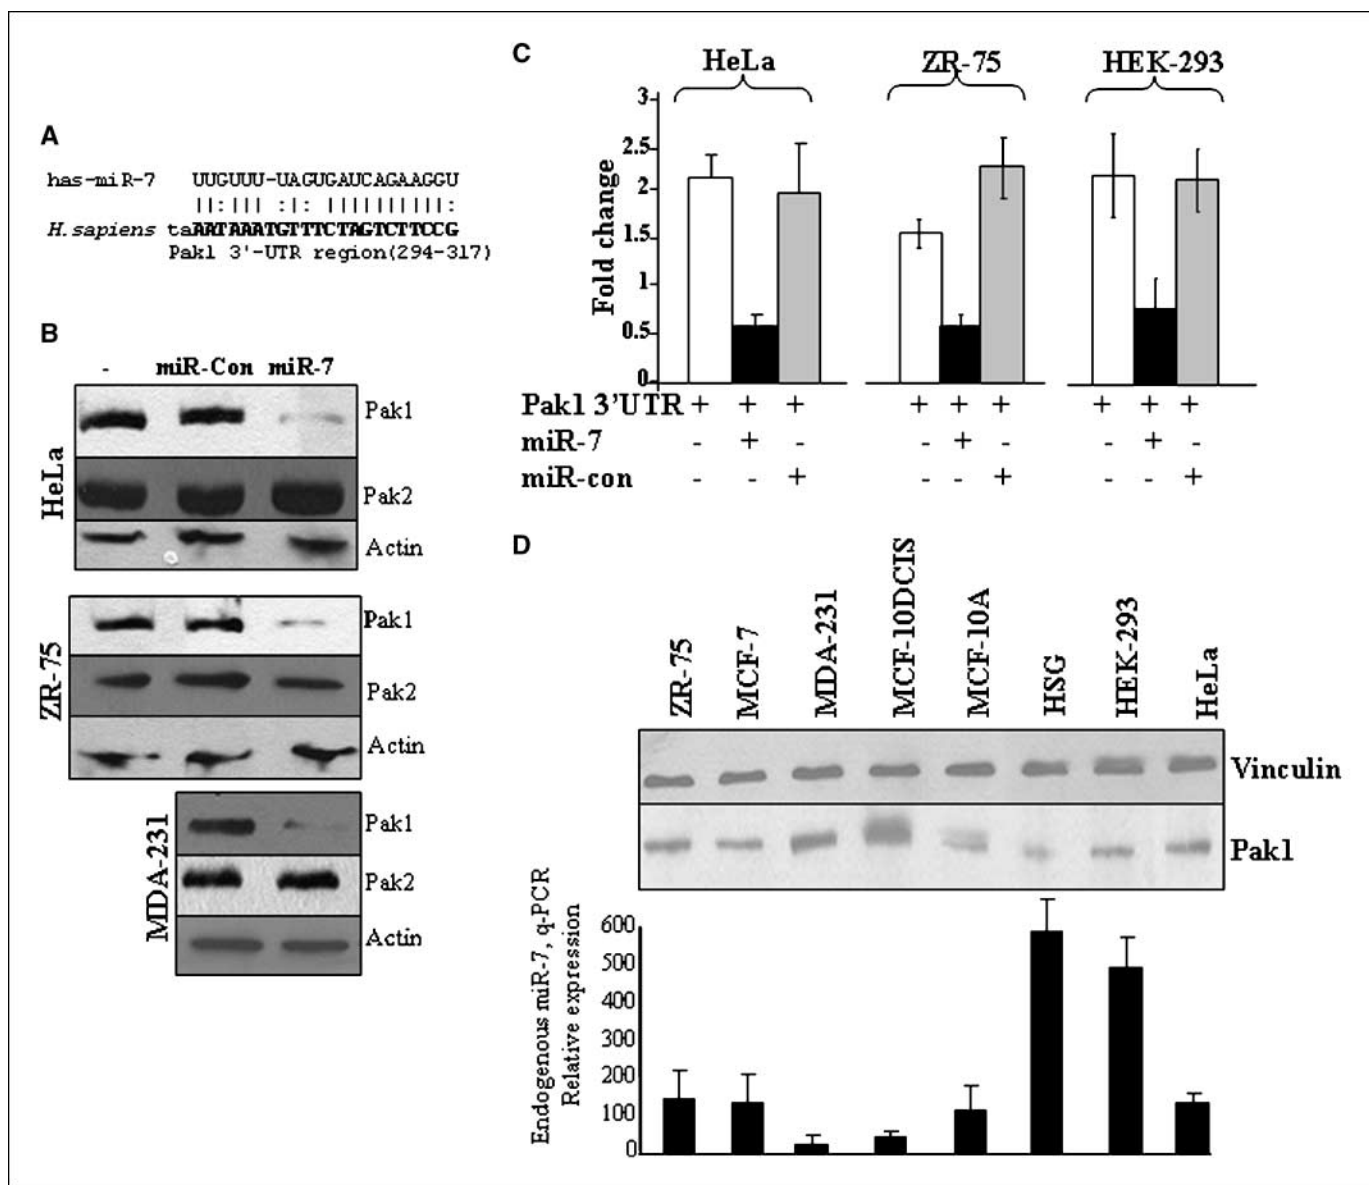 A
has-miR-7 UUGUUU-UAGUGAUCAGAAGGU
||:||| :|: ||||||||||:
H.sapiens taAATAAATGTTTCTAGTCTTCCG
Pak1 3'-UTR region(294-317)
B
- miR-Con miR-7
HeLa
Pak1
Pak2
Actin
ZR-75
Pak1
Pak2
Actin
MDA-231
Pak1
Pak2
Actin
C
HeLa ZR-75 HEK-293
Fold change
3
2.5
2
1.5
1
0.5
0
Pak1 3'UTR + + + + + + + + +
miR-7 - + - - + - - + -
miR-con - - + - - + - - +
D
ZR-75 MCF-7 MDA-231 MCF-10DCIS MCF-10A HSG HEK-293 HeLa
Vinculin
Pak1
Endogenous miR-7, q-PCR
Relative expression
600
500
400
300
200
100
0